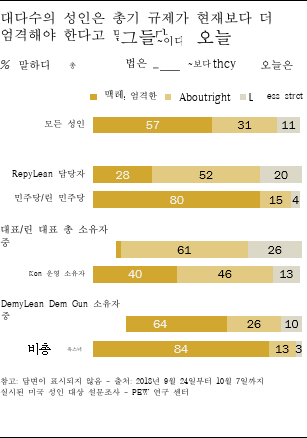 대다수의 성인은 총기 규제가 현재보다 더
엄격해야 한다고 그들다 ~이다 오늘
% 말하디 총 법은 _ ___ ~보다 they 오늘은
맥레; 엄격한 Aboutright L ess strct
모든 성인 57 31 11
RepyLean 담당자 28 52 20
민주당/린 민주당 80 15 4
대표/린 대표 총 소유자
중
61 26
Kon 운영 소유자 40 46 13
DemyLean Dem Gun 소유자
중
64 26 10
비총 84 13 3
참고: 답변이 표시되지 않음 - 출처: 2018년 9월 24일부터 10월 7일까지
실시된 미국 성인 대상 설문조사 - PEW 연구 센터